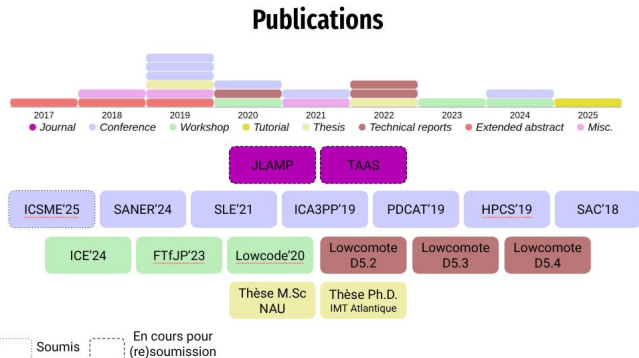 Publications
2017 2018 2019 2020 2021 2022 2023 2024 2025
Journal Conference Workshop Tutorial Thesis Technical reports Extended abstract Misc.
JLAMP TAAS
ICSME'25 SANER'24 SLE'21 ICA3PP'19 PDCAT'19 HPCS'19 SAC'18
ICE'24 FTfJP'23 Lowcode'20 Lowcomote D5.2 Lowcomote D5.3 Lowcomote D5.4
Thèse M.Sc NAU Thèse Ph.D. IMT Atlantique
Soumis En cours pour (re)soumission